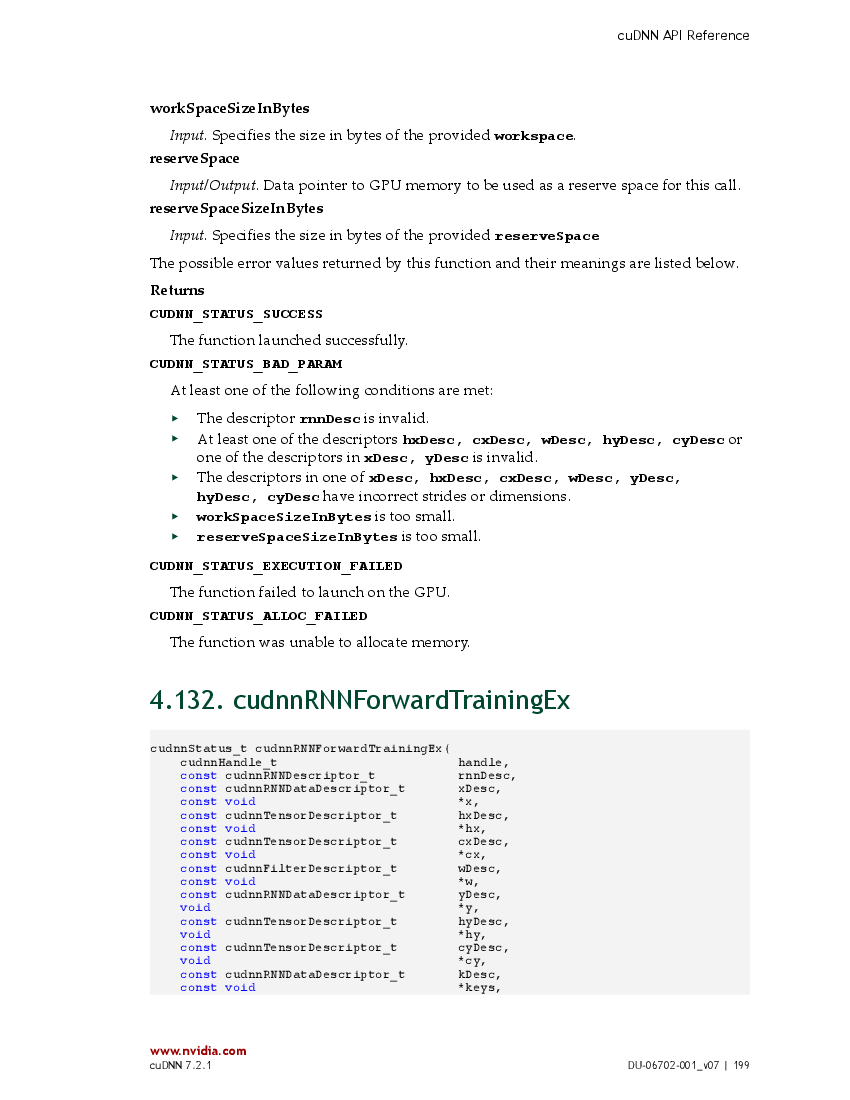 cuDNN API Reference
workSpaceSizeInBytes
Input. Specifies the size in bytes of the provided workspace.
reserveSpace
Input/Output. Data pointer to GPU memory to be used as a reserve space for this call.
reserveSpaceSizeInBytes
Input. Specifies the size in bytes of the provided reserveSpace
The possible error values returned by this function and their meanings are listed below.
Returns
CUDNN_STATUS_SUCCESS
The function launched successfully.
CUDNN_STATUS_BAD_PARAM
At least one of the following conditions are met:
▶ The descriptor rnnDesc is invalid.
▶ At least one of the descriptors hxDesc, cxDesc, wDesc, hyDesc, cyDesc or
one of the descriptors in xDesc, yDesc is invalid.
▶ The descriptors in one of xDesc, hxDesc, cxDesc, wDesc, yDesc,
hyDesc, cyDesc have incorrect strides or dimensions.
▶ workSpaceSizeInBytes is too small.
▶ reserveSpaceSizeInBytes is too small.
CUDNN_STATUS_EXECUTION_FAILED
The function failed to launch on the GPU.
CUDNN_STATUS_ALLOC_FAILED
The function was unable to allocate memory.
4.132. cudnnRNNForwardTrainingEx
cudnnStatus_t cudnnRNNForwardTrainingEx(
cudnnHandle_t handle,
const cudnnRNNDescriptor_t rnnDesc,
const cudnnRNNDataDescriptor_t xDesc,
const void *x,
const cudnnTensorDescriptor_t hxDesc,
const void *hx,
const cudnnTensorDescriptor_t cxDesc,
const void *cx,
const cudnnFilterDescriptor_t wDesc,
const void *w,
const cudnnRNNDataDescriptor_t yDesc,
void *y,
const cudnnTensorDescriptor_t hyDesc,
void *hy,
const cudnnTensorDescriptor_t cyDesc,
void *cy,
const cudnnRNNDataDescriptor_t kDesc,
const void *keys,
www.nvidia.com
cuDNN 7.2.1 DU-06702-001_v07 | 199